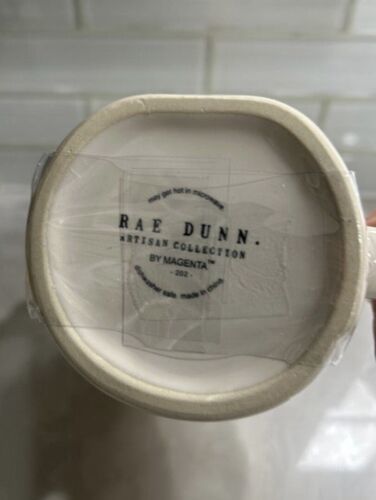 may get hot in microwave
RAE DUNN.
ARTISAN COLLECTION
BY MAGENTA™
- 202 -
dishwasher safe. made in china.